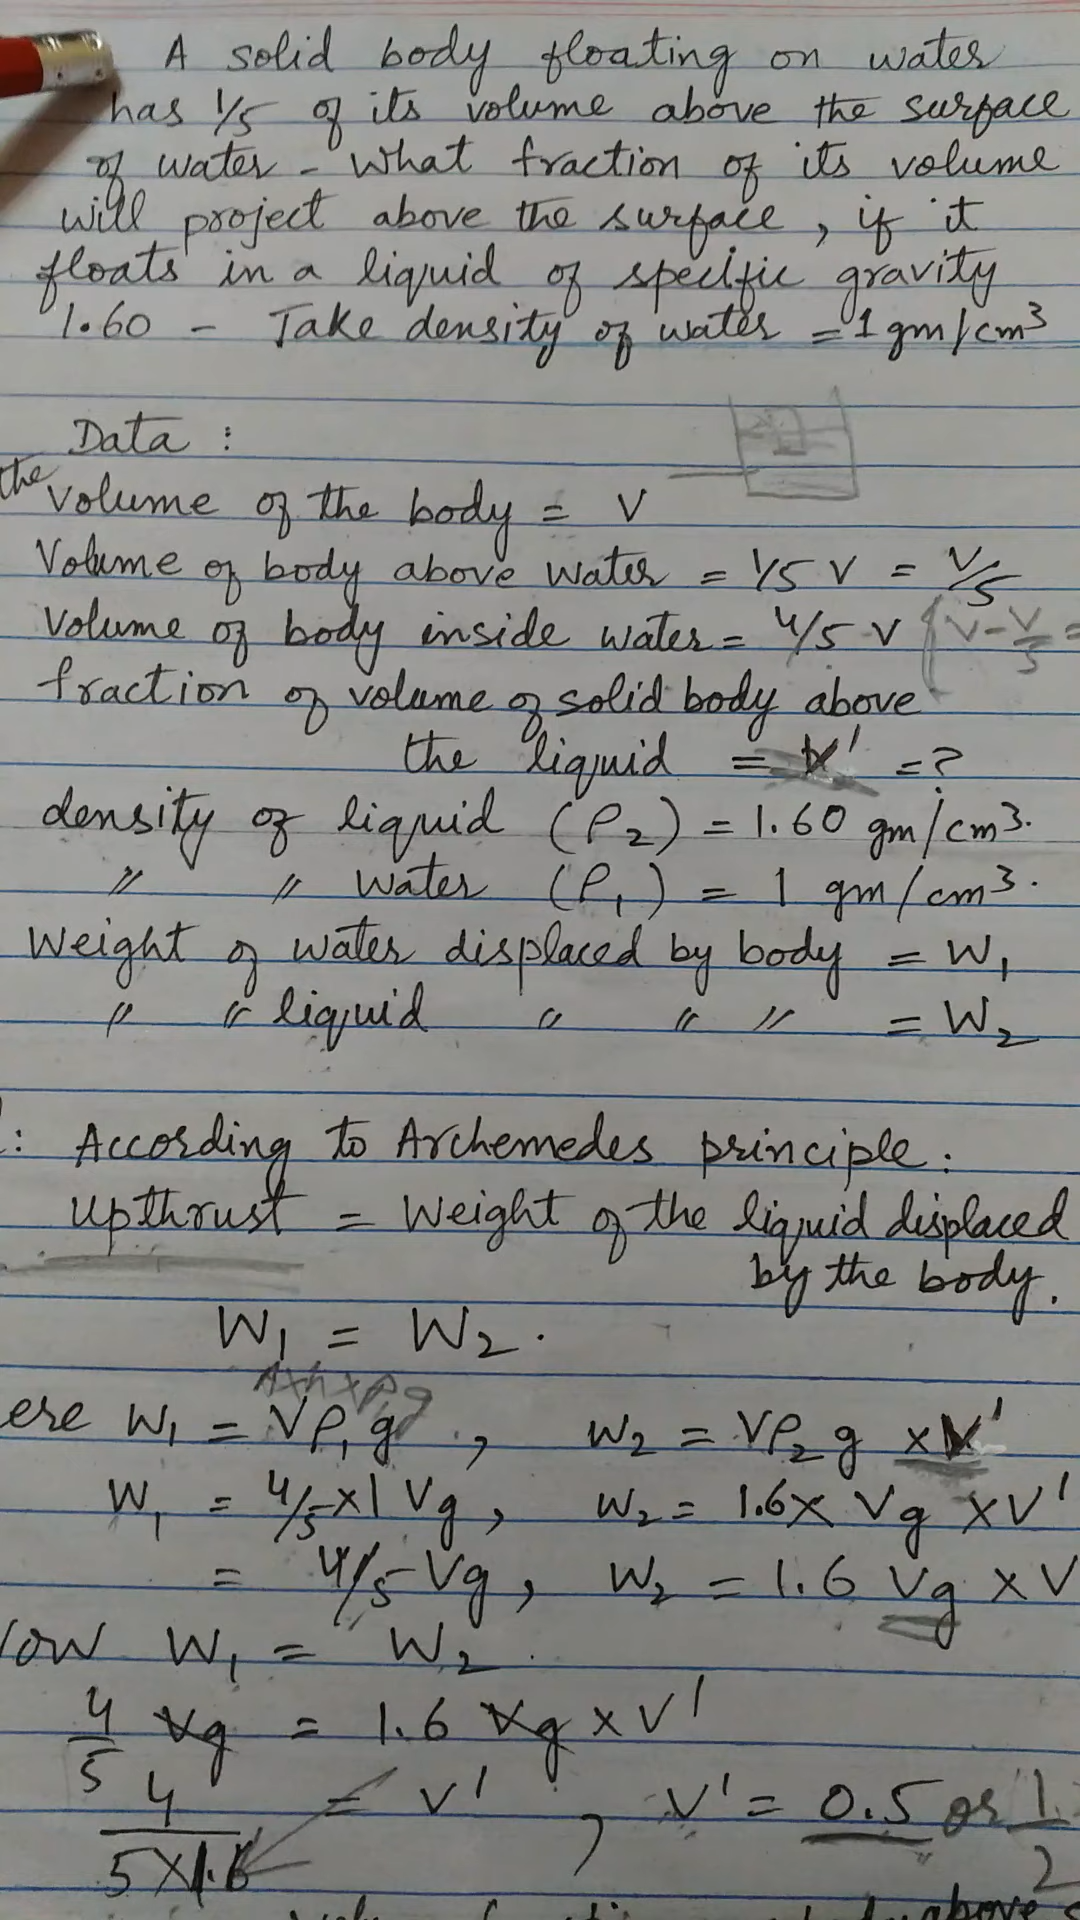 A solid body floating on water
has 1/5 of its volume above the surface
of water - What fraction of its volume
will project above the surface, if it
floats in a liquid of specific gravity
1.60 - Take density of water = 1 gm/cm³
Data :
the Volume of the body = V
Volume of body above water = 1/5 V = V/5
Volume of body inside water = 4/5 V { V - V/5 =
fraction of volume of solid body above
the liquid = V' = ?
density of liquid (ρ₂) = 1.60 gm/cm³.
" " water (ρ₁) = 1 gm/cm³.
Weight of water displaced by body = W₁
" " liquid " " " = W₂
: According to Archemedes principle.
upthrust = Weight of the liquid displaced
by the body.
W₁ = W₂.
A×h×ρg
ere W₁ = Vρ₁g, W₂ = Vρ₂g × V'
W₁ = 4/5 × 1 Vg, W₂ = 1.6 × Vg × V'
= 4/5 Vg, W₂ = 1.6 Vg × V
Now W₁ = W₂.
4/5 Vg = 1.6 Vg × V'
4/5×1.6 = V', V' = 0.5 or 1/2
above